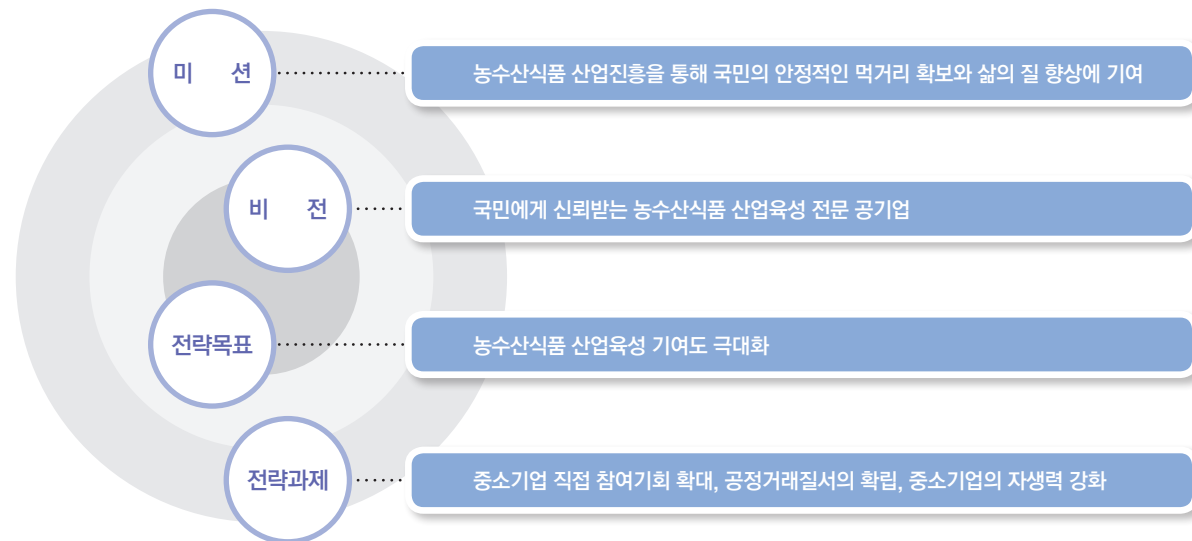 미 션
농수산식품 산업진흥을 통해 국민의 안정적인 먹거리 확보와 삶의 질 향상에 기여
비 전
국민에게 신뢰받는 농수산식품 산업육성 전문 공기업
전략목표
농수산식품 산업육성 기여도 극대화
전략과제
중소기업 직접 참여기회 확대, 공정거래질서의 확립, 중소기업의 자생력 강화